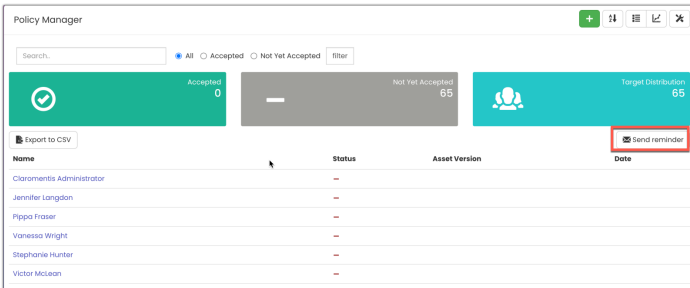 Policy Manager
Search..
All Accepted Not Yet Accepted filter
Accepted
0
Not Yet Accepted
65
Target Distribution
65
Export to CSV
Send reminder
Name Status Asset Version Date
Claromentis Administrator
Jennifer Langdon
Pippa Fraser
Vanessa Wright
Stephanie Hunter
Victor McLean